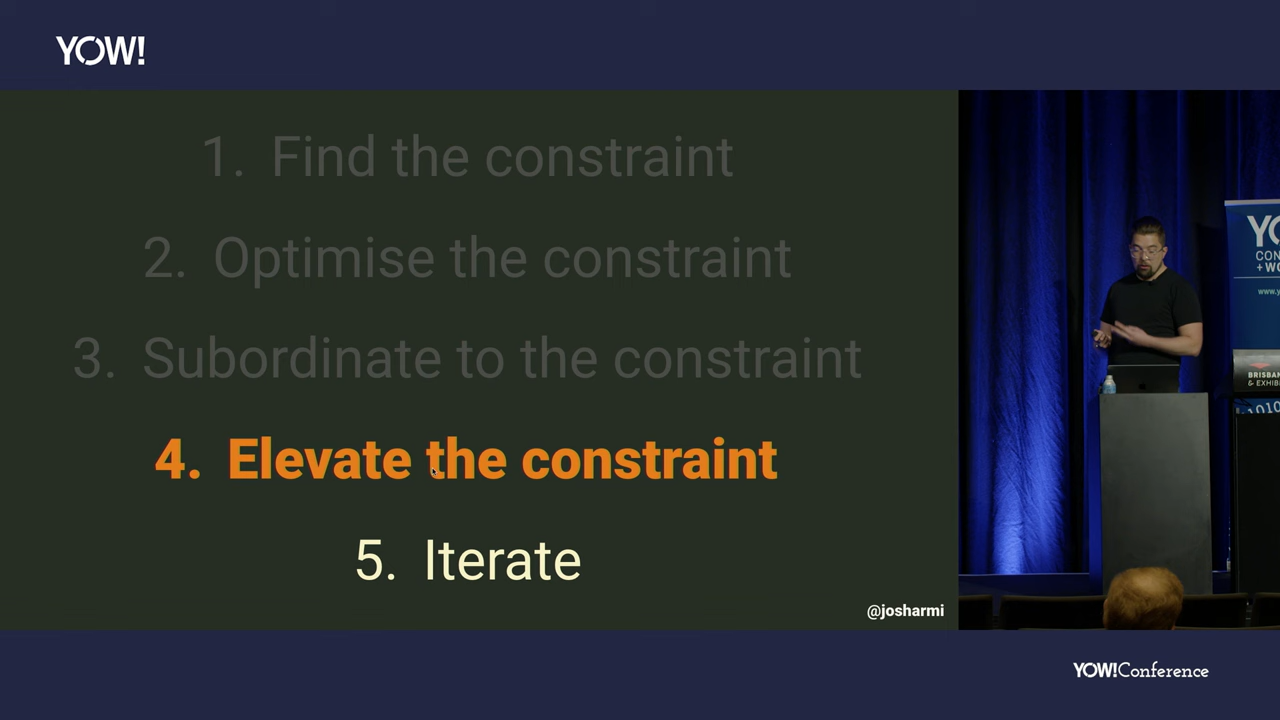 YOW!
1. Find the constraint
2. Optimise the constraint
3. Subordinate to the constraint
4. Elevate the constraint
5. Iterate
@josharmi
YOW!Conference